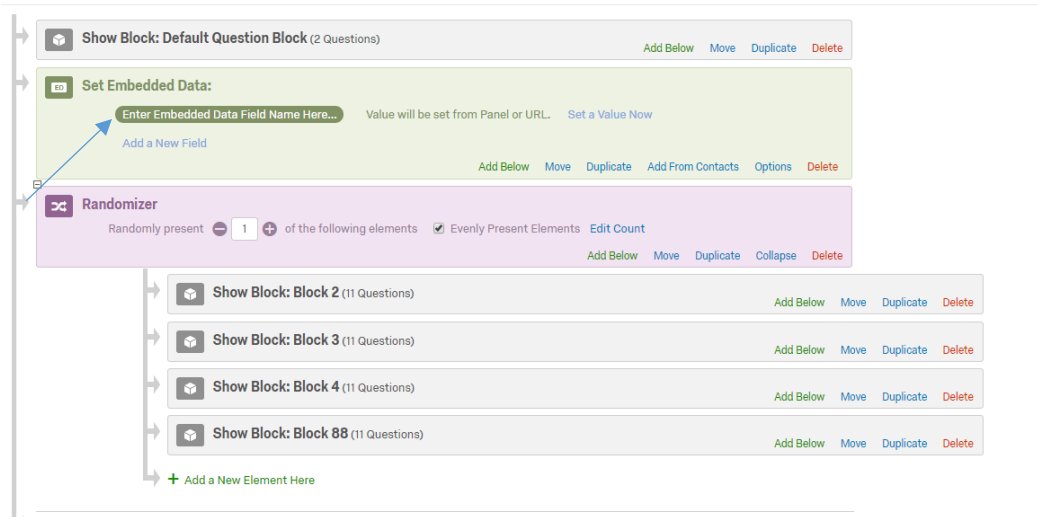 Show Block: Default Question Block (2 Questions)
Add Below Move Duplicate Delete
ED Set Embedded Data:
Enter Embedded Data Field Name Here... Value will be set from Panel or URL. Set a Value Now
Add a New Field
Add Below Move Duplicate Add From Contacts Options Delete
Randomizer
Randomly present 1 of the following elements Evenly Present Elements Edit Count
Add Below Move Duplicate Collapse Delete
Show Block: Block 2 (11 Questions)
Add Below Move Duplicate Delete
Show Block: Block 3 (11 Questions)
Add Below Move Duplicate Delete
Show Block: Block 4 (11 Questions)
Add Below Move Duplicate Delete
Show Block: Block 88 (11 Questions)
Add Below Move Duplicate Delete
+ Add a New Element Here